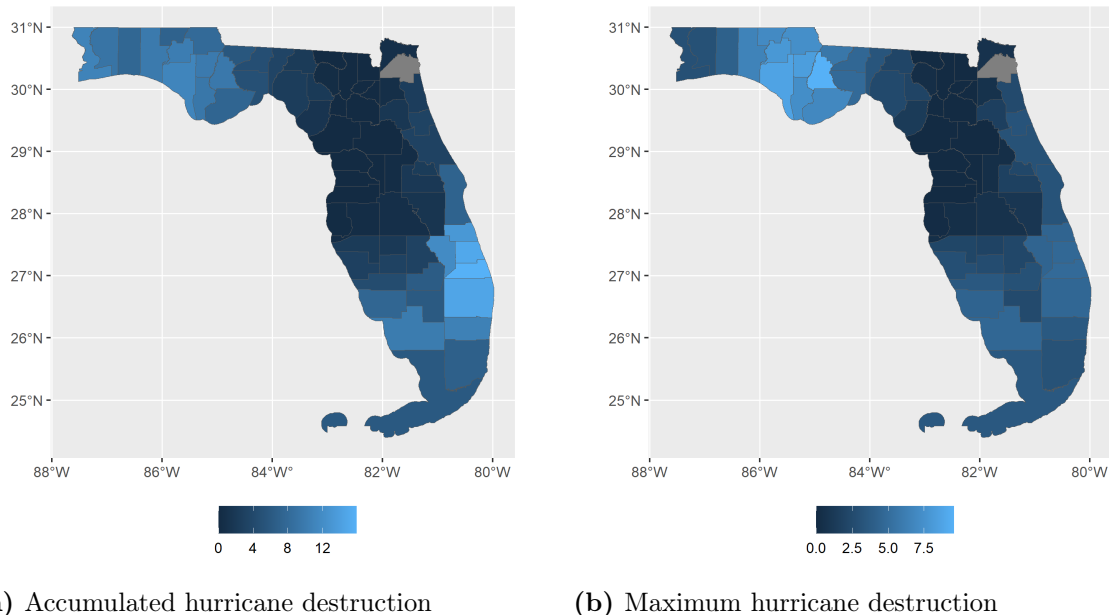 31°N
30°N
29°N
28°N
27°N
26°N
25°N
88°W 86°W 84°W° 82°W 80°W
0 4 8 12
) Accumulated hurricane destruction
31°N
30°N
29°N
28°N
27°N
26°N
25°N
88°W 86°W 84°W° 82°W 80°W
0.0 2.5 5.0 7.5
(b) Maximum hurricane destruction